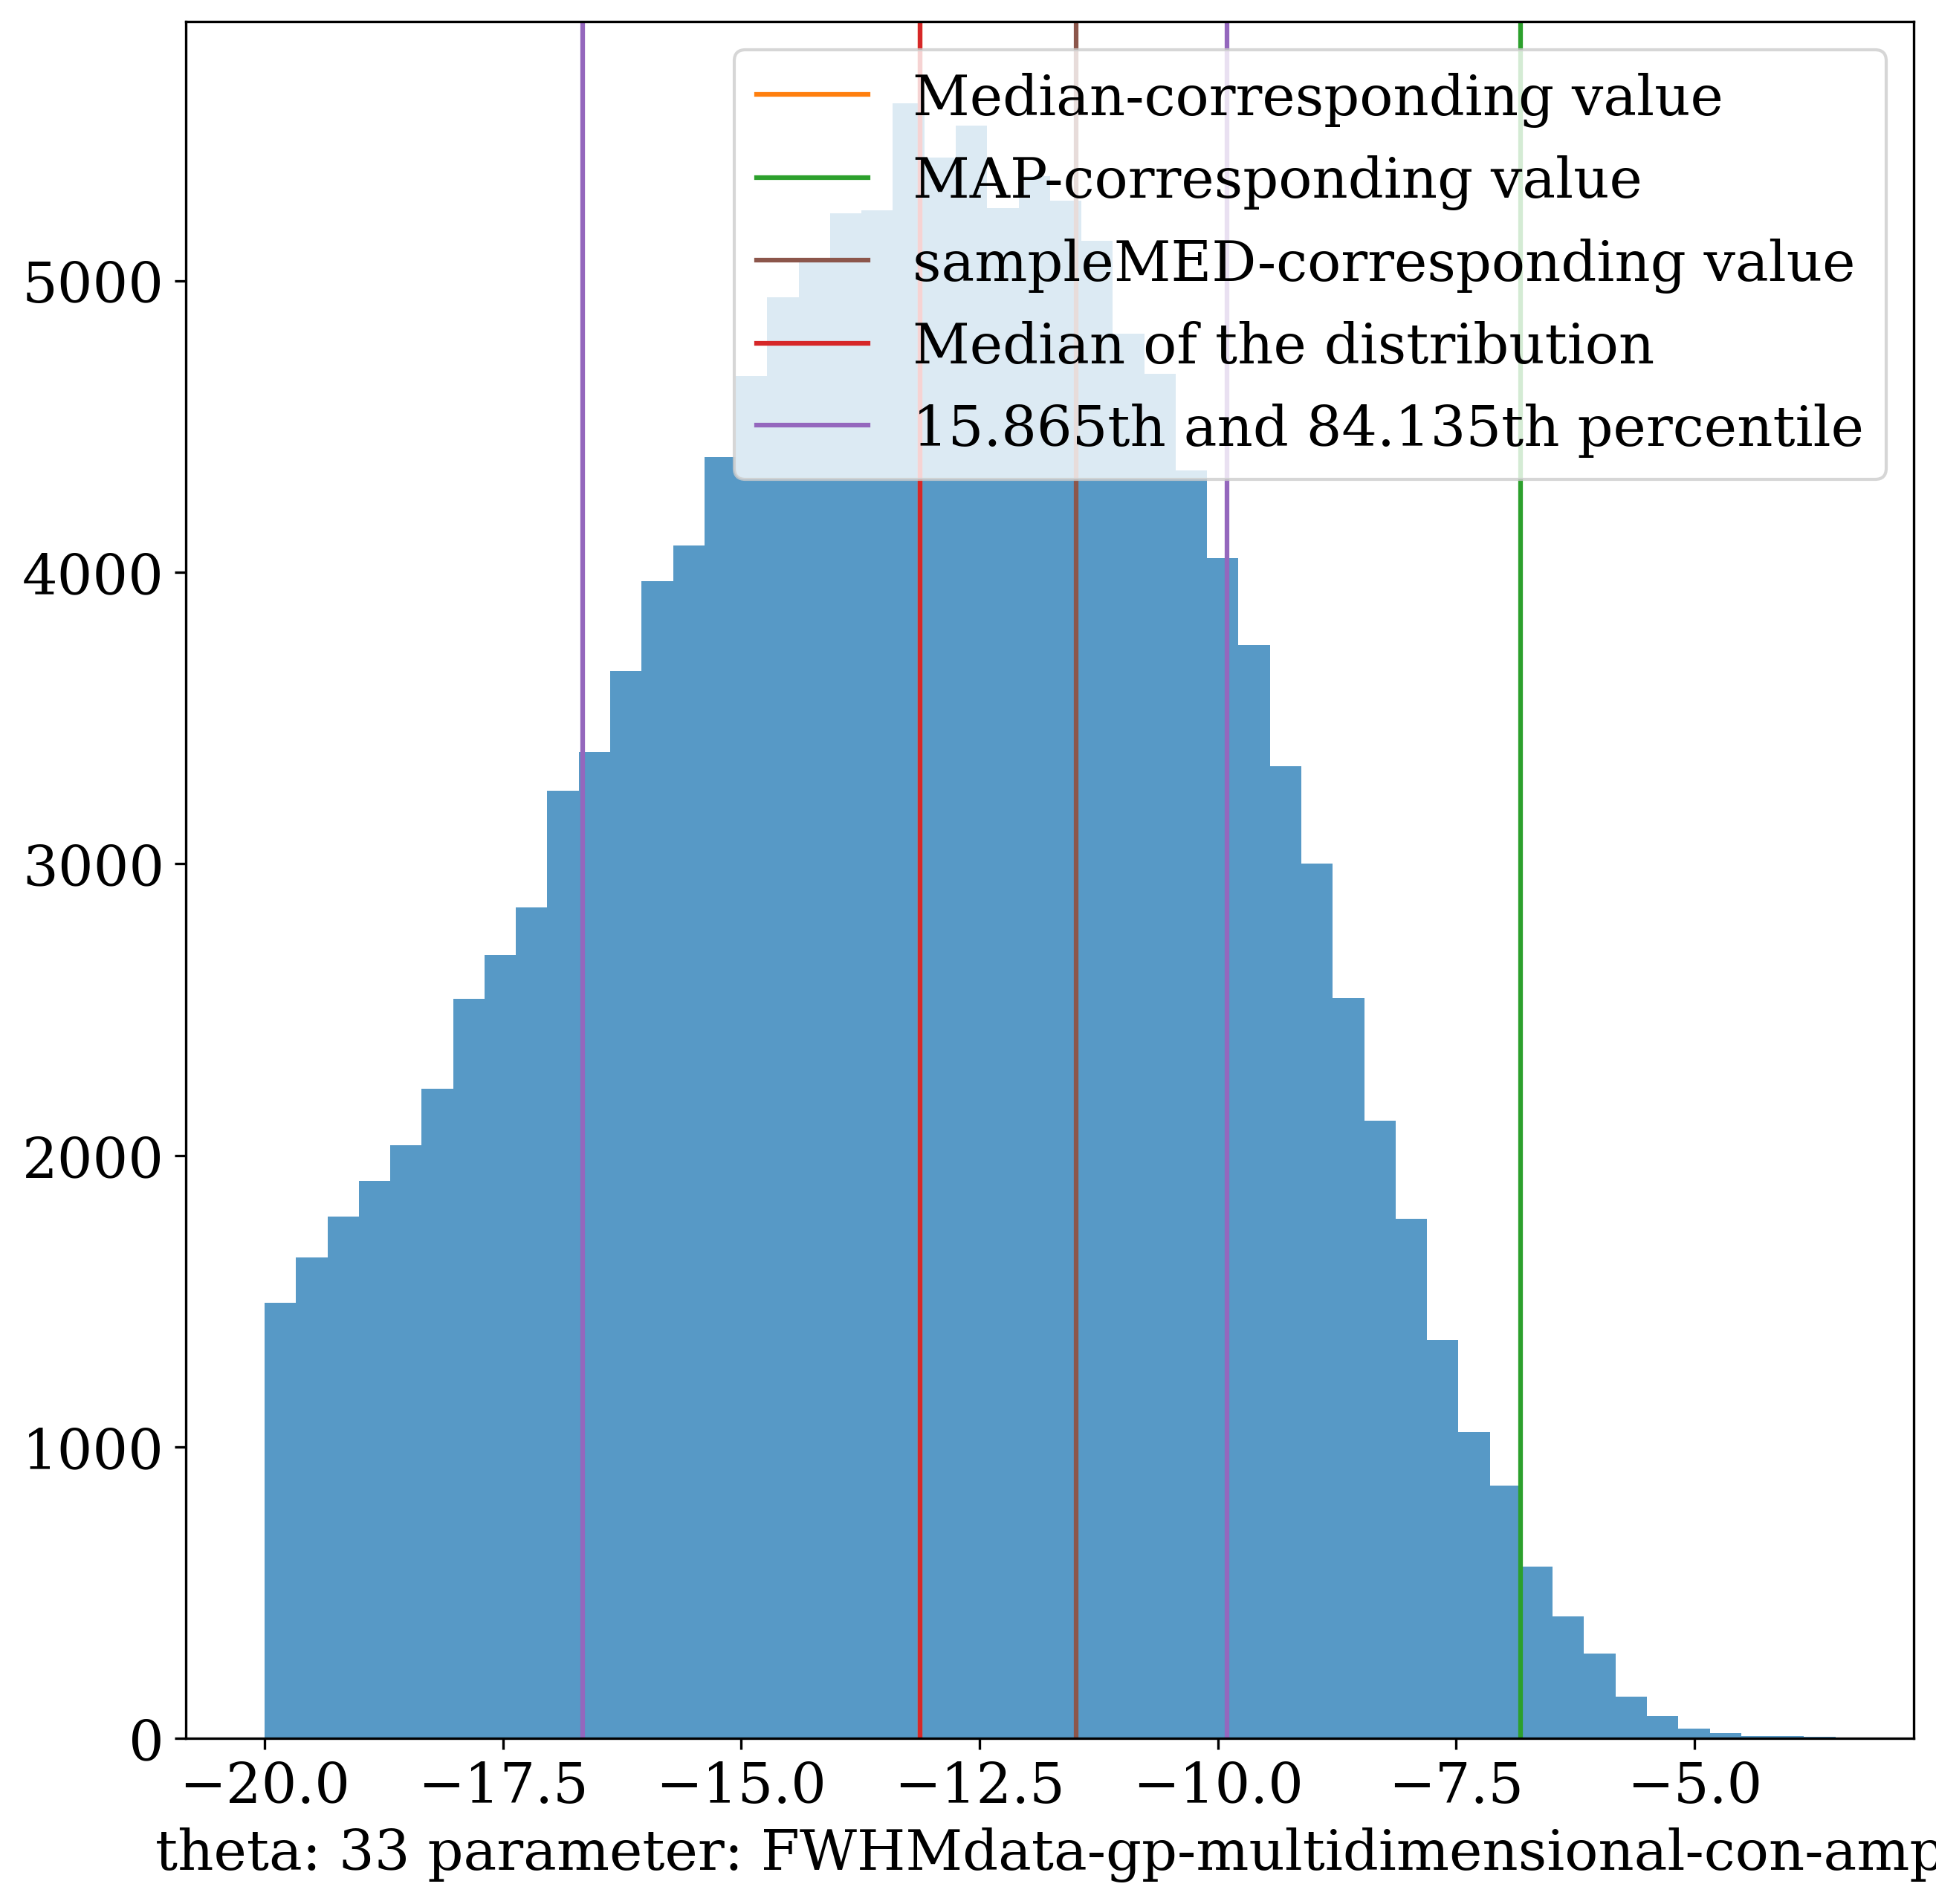 Median-corresponding value
MAP-corresponding value
sampleMED-corresponding value
Median of the distribution
15.865th and 84.135th percentile
5000
4000
3000
2000
1000
0
−20.0 −17.5 −15.0 −12.5 −10.0 −7.5 −5.0
theta: 33 parameter: FWHMdata-gp-multidimensional-con-amp